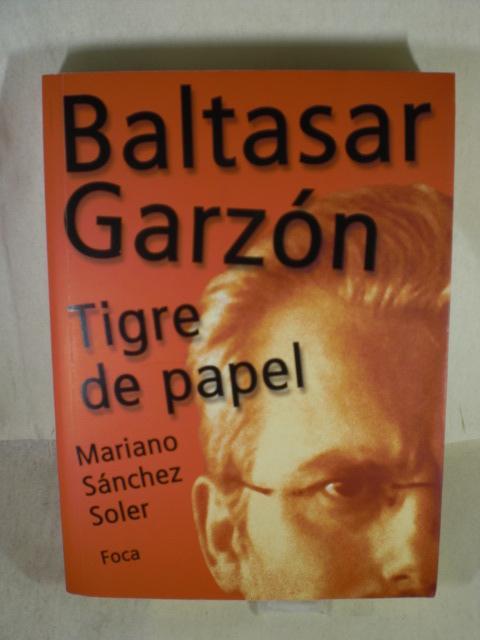 Baltasar
Garzón
Tigre
de papel
Mariano
Sánchez
Soler
Foca